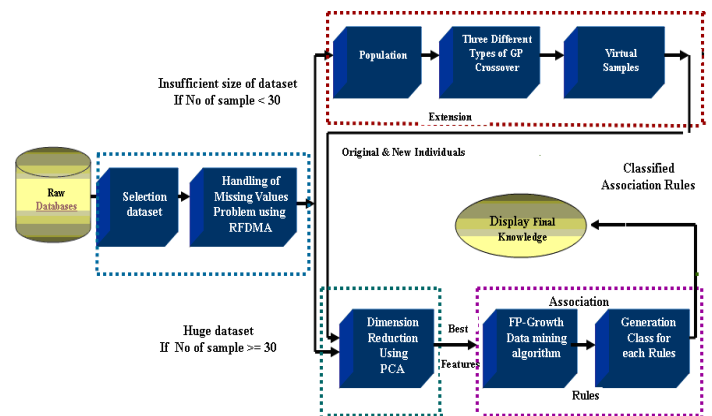 Population
Three Different
Types of GP
Crossover
Virtual
Samples
Insufficient size of dataset
If No of sample < 30
Extension
Original & New Individuals
Classified
Association Rules
Raw
Databases
Selection
dataset
Handling of
Missing Values
Problem using
RFDMA
Display Final
Knowledge
Huge dataset
If No of sample >= 30
Dimension
Reduction
Using
PCA
Best
Features
Association
FP-Growth
Data mining
algorithm
Generation
Class for
each Rules
Rules